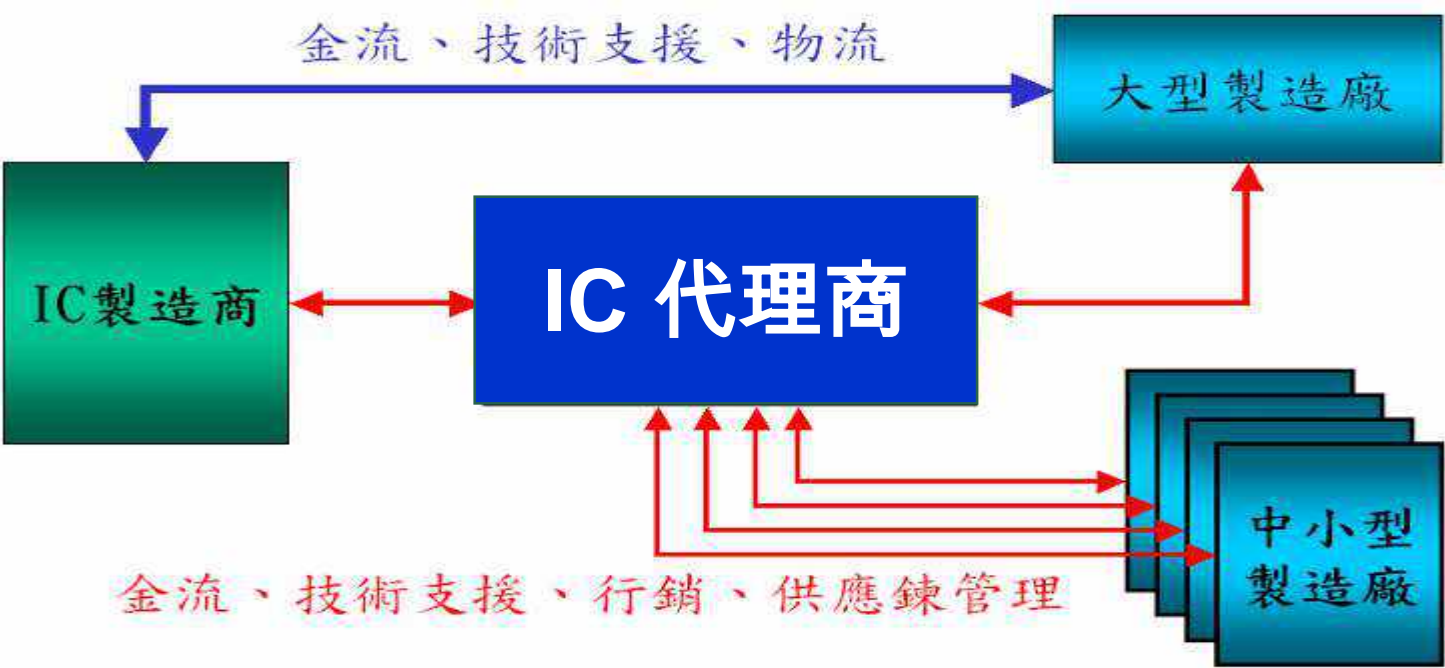 金流、技術支援、物流
大型製造廠
IC製造商
IC 代理商
中小型
製造廠
金流、技術支援、行銷、供應鍊管理